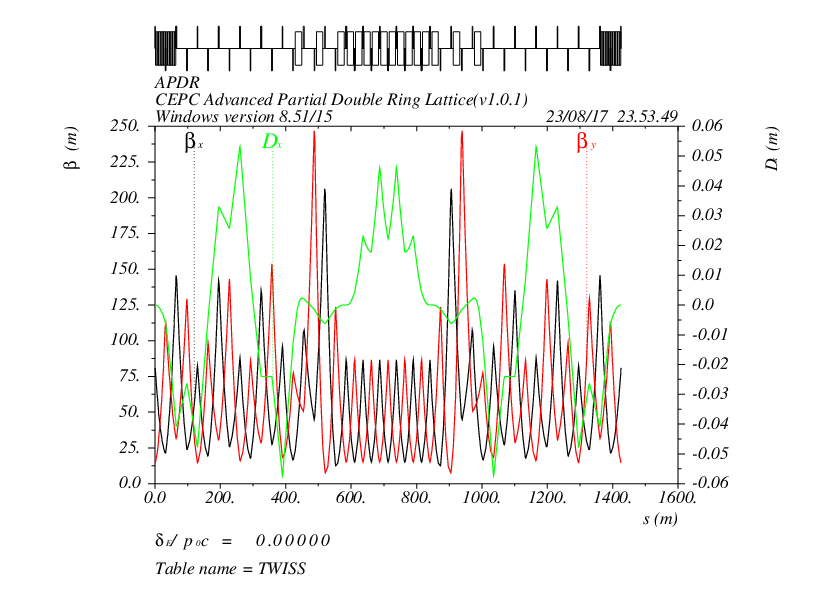 APDR
CEPC Advanced Partial Double Ring Lattice(v1.0.1)
Windows version 8.51/15 23/08/17 23.53.49
β (m)
βx
Dx
βy
D (m)
250.
225.
200.
175.
150.
125.
100.
75.
50.
25.
0.0
0.06
0.05
0.04
0.03
0.02
0.01
0.0
-0.01
-0.02
-0.03
-0.04
-0.05
-0.06
0.0 200. 400. 600. 800. 1000. 1200. 1400. 1600.
s (m)
δE/ p0c = 0.00000
Table name = TWISS